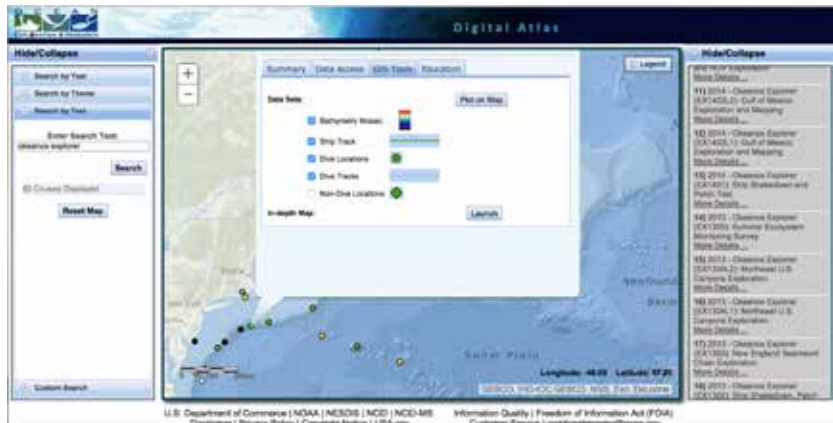 Digital Atlas
Hide/Collapse
Search by Year
Search by Theme
Search by Text
Enter Search Text:
okeanos explorer
Search
Cruises Displayed
Reset Map
Custom Search
+
−
Summary Data Access GIS Tools Education
Data Sets:
Plot on Map
Bathymetry Mosaic
Ship Track
Dive Locations
Dive Tracks
Non-Dive Locations
In-depth Map:
Launch
Legend
Sohm Plain
Longitude: Latitude:
Hide/Collapse
More Details ...
11) 2014 - Okeanos Explorer
(EX1402L2): Gulf of Mexico
Exploration and Mapping
More Details ...
12) 2014 - Okeanos Explorer
(EX1402L1): Gulf of Mexico
Exploration and Mapping
More Details ...
13) 2014 - Okeanos Explorer
(EX1401): Ship Shakedown and
Patch Test
More Details ...
14) 2013 - Okeanos Explorer
(EX1305): Summer Ecosystem
Monitoring Survey
More Details ...
15) 2013 - Okeanos Explorer
(EX1304L2): Northeast U.S.
Canyons Exploration
More Details ...
16) 2013 - Okeanos Explorer
(EX1304L1): Northeast U.S.
Canyons Exploration
More Details ...
17) 2013 - Okeanos Explorer
(EX1303): New England Seamount
Chain Exploration
More Details ...
18) 2013 - Okeanos Explorer
U.S. Department of Commerce | NOAA | NESDIS | NCEI | NCEI-MS
Information Quality | Freedom of Information Act (FOIA)